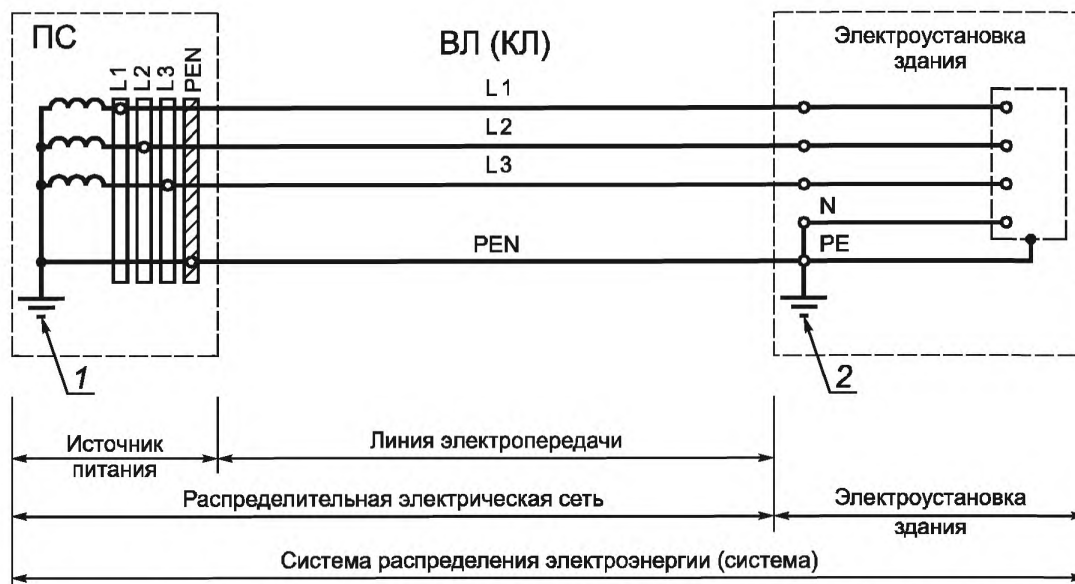 ПС
ВЛ (КЛ)
Электроустановка
здания
L1
L2
L3
PEN
L1
L2
L3
N
PEN
PE
1
2
Источник
питания
Линия электропередачи
Распределительная электрическая сеть
Электроустановка
здания
Система распределения электроэнергии (система)